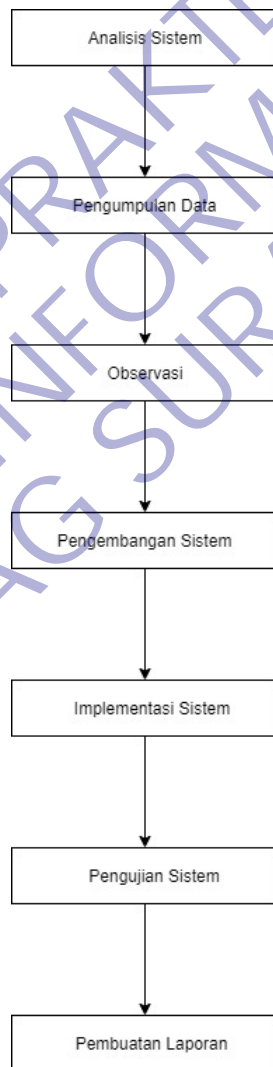 Analisis Sistem
Pengumpulan Data
Observasi
Pengembangan Sistem
Implementasi Sistem
Pengujian Sistem
Pembuatan Laporan